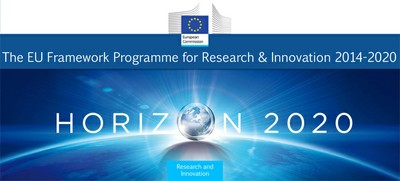 European
Commission
The EU Framework Programme for Research & Innovation 2014-2020
HORIZON 2020
Research and
Innovation